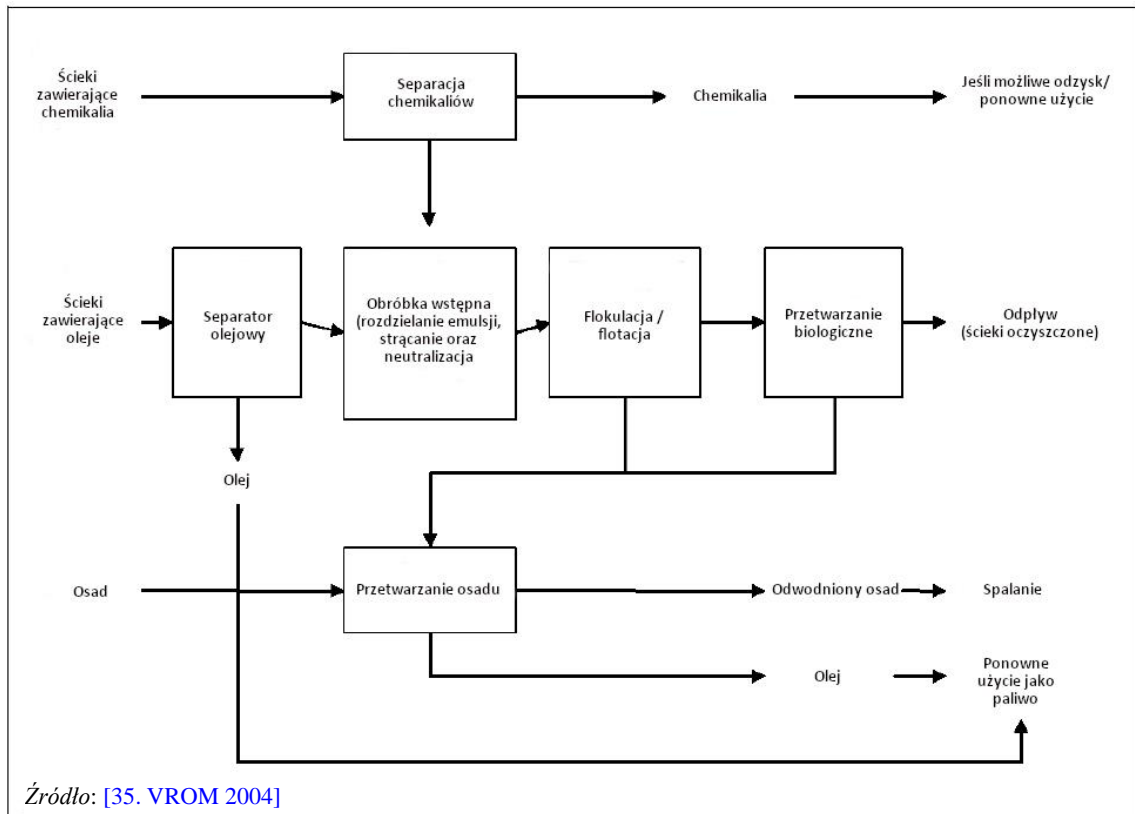 Ścieki
zawierające
chemikalia
Separacja
chemikaliów
Chemikalia
Jeśli możliwe odzysk/
ponowne użycie
Ścieki
zawierające
oleje
Separator
olejowy
Obróbka wstępna
(rozdzielanie emulsji,
strącanie oraz
neutralizacja
Flokulacja /
flotacja
Przetwarzanie
biologiczne
Odpływ
(ścieki oczyszczone)
Olej
Osad
Przetwarzanie osadu
Odwodniony osad
Spalanie
Olej
Ponowne
użycie jako
paliwo
Źródło: [35. VROM 2004]